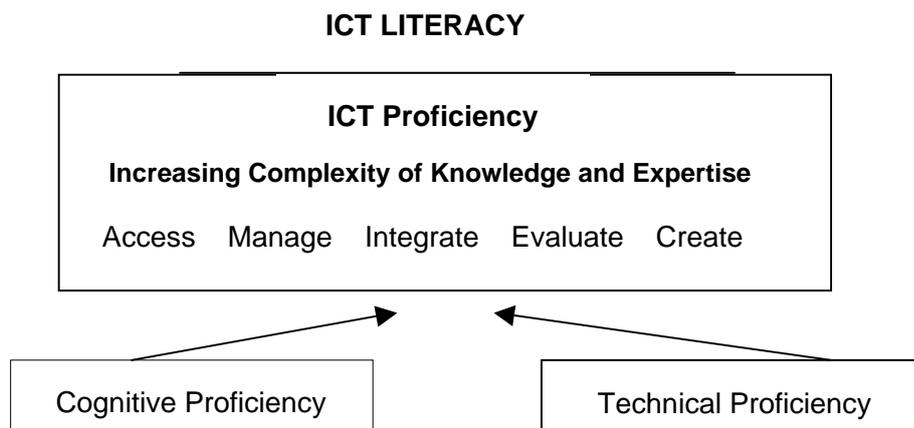 ICT LITERACY
ICT Proficiency
Increasing Complexity of Knowledge and Expertise
Access Manage Integrate Evaluate Create
Cognitive Proficiency
Technical Proficiency